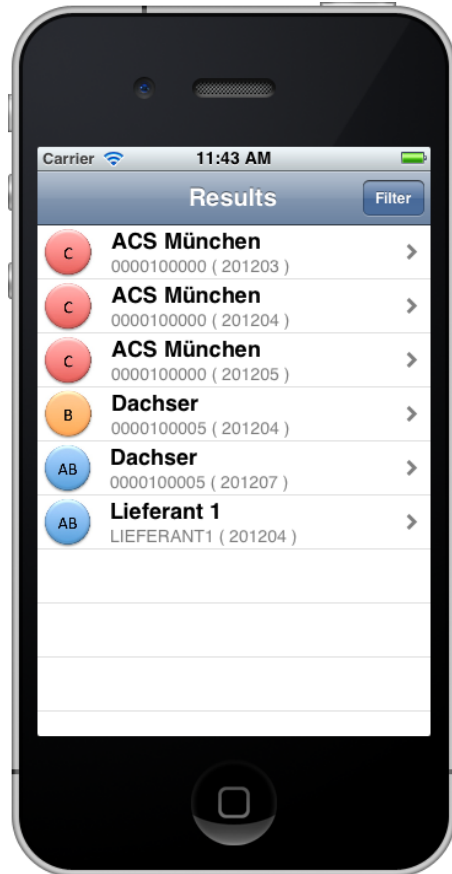 Carrier 11:43 AM
Results Filter
C ACS München
0000100000 ( 201203 )
C ACS München
0000100000 ( 201204 )
C ACS München
0000100000 ( 201205 )
B Dachser
0000100005 ( 201204 )
AB Dachser
0000100005 ( 201207 )
AB Lieferant 1
LIEFERANT1 ( 201204 )